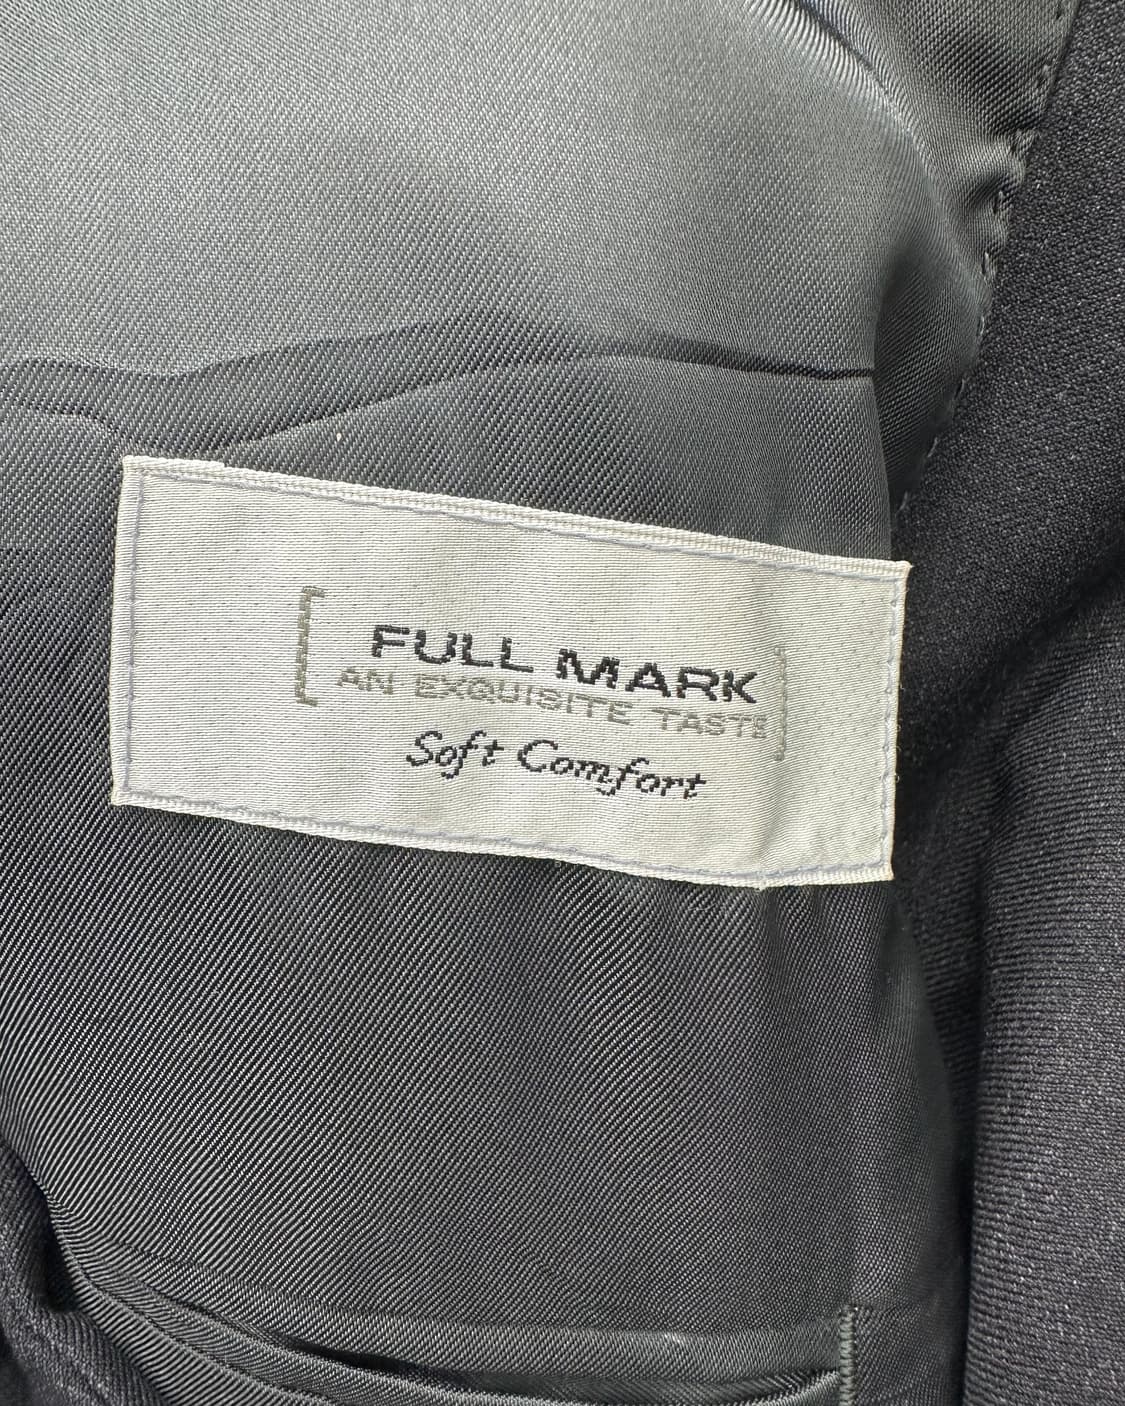 FULL MARK
AN EXQUISITE TASTE
Soft Comfort